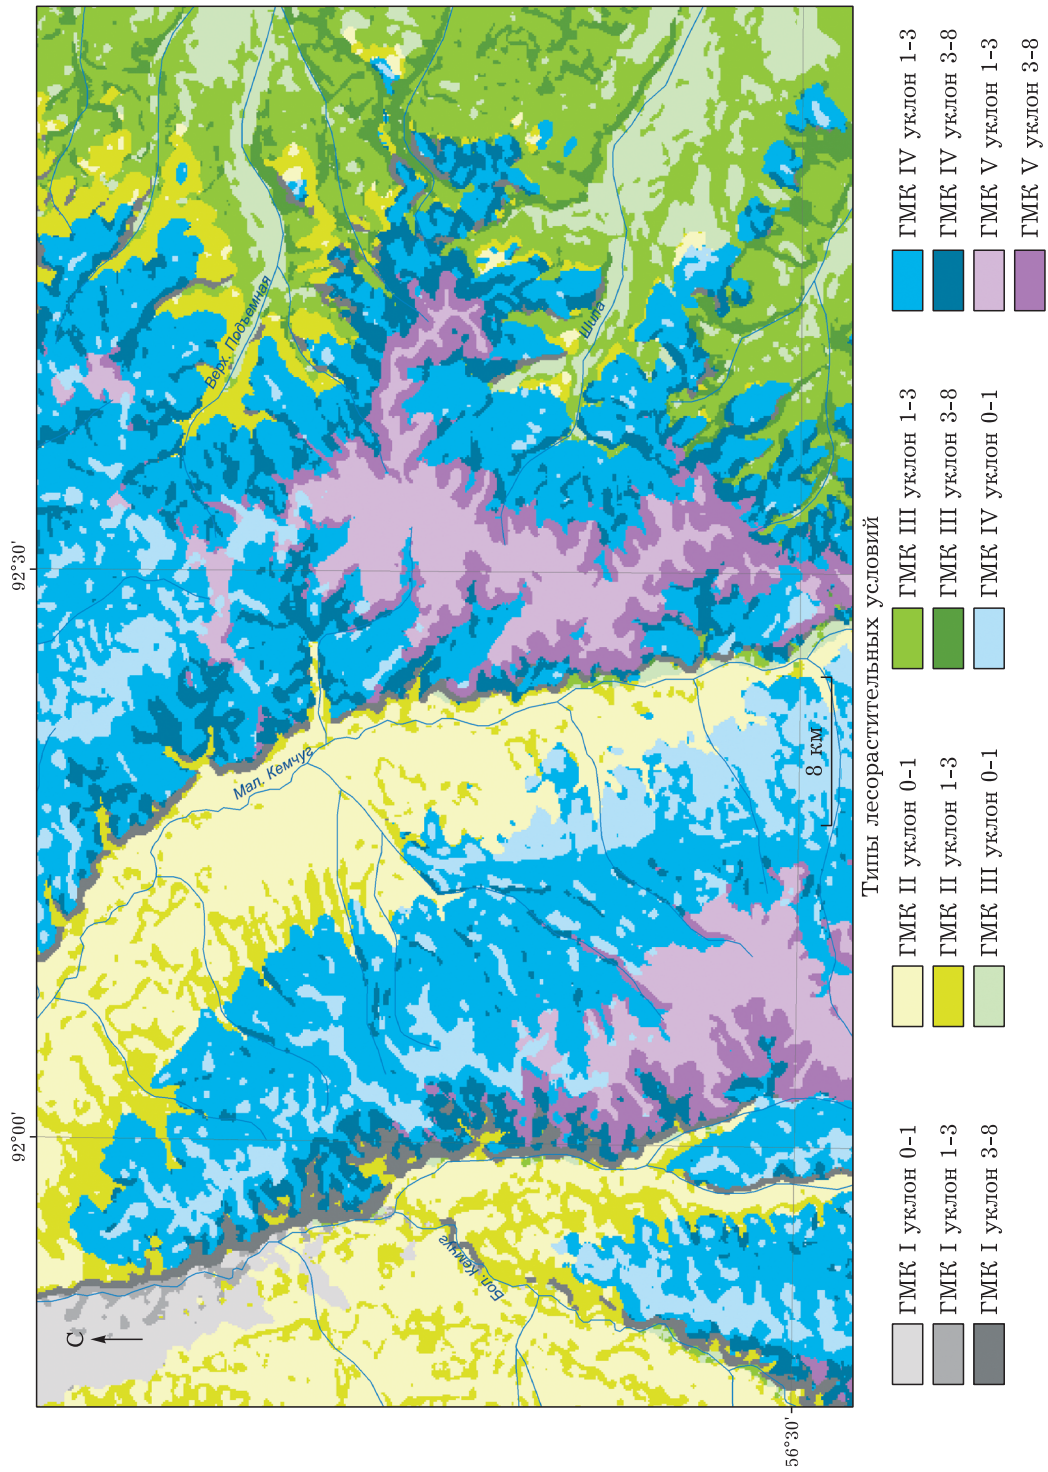 92°00'
92°30'
56°30'
С
Бол. Кемчуг
Мал. Кемчуг
Верх. Подъемная
Шила
8 км
Типы лесорастительных условий
ГМК I уклон 0-1
ГМК I уклон 1-3
ГМК I уклон 3-8
ГМК II уклон 0-1
ГМК II уклон 1-3
ГМК III уклон 0-1
ГМК III уклон 1-3
ГМК III уклон 3-8
ГМК IV уклон 0-1
ГМК IV уклон 1-3
ГМК IV уклон 3-8
ГМК V уклон 1-3
ГМК V уклон 3-8